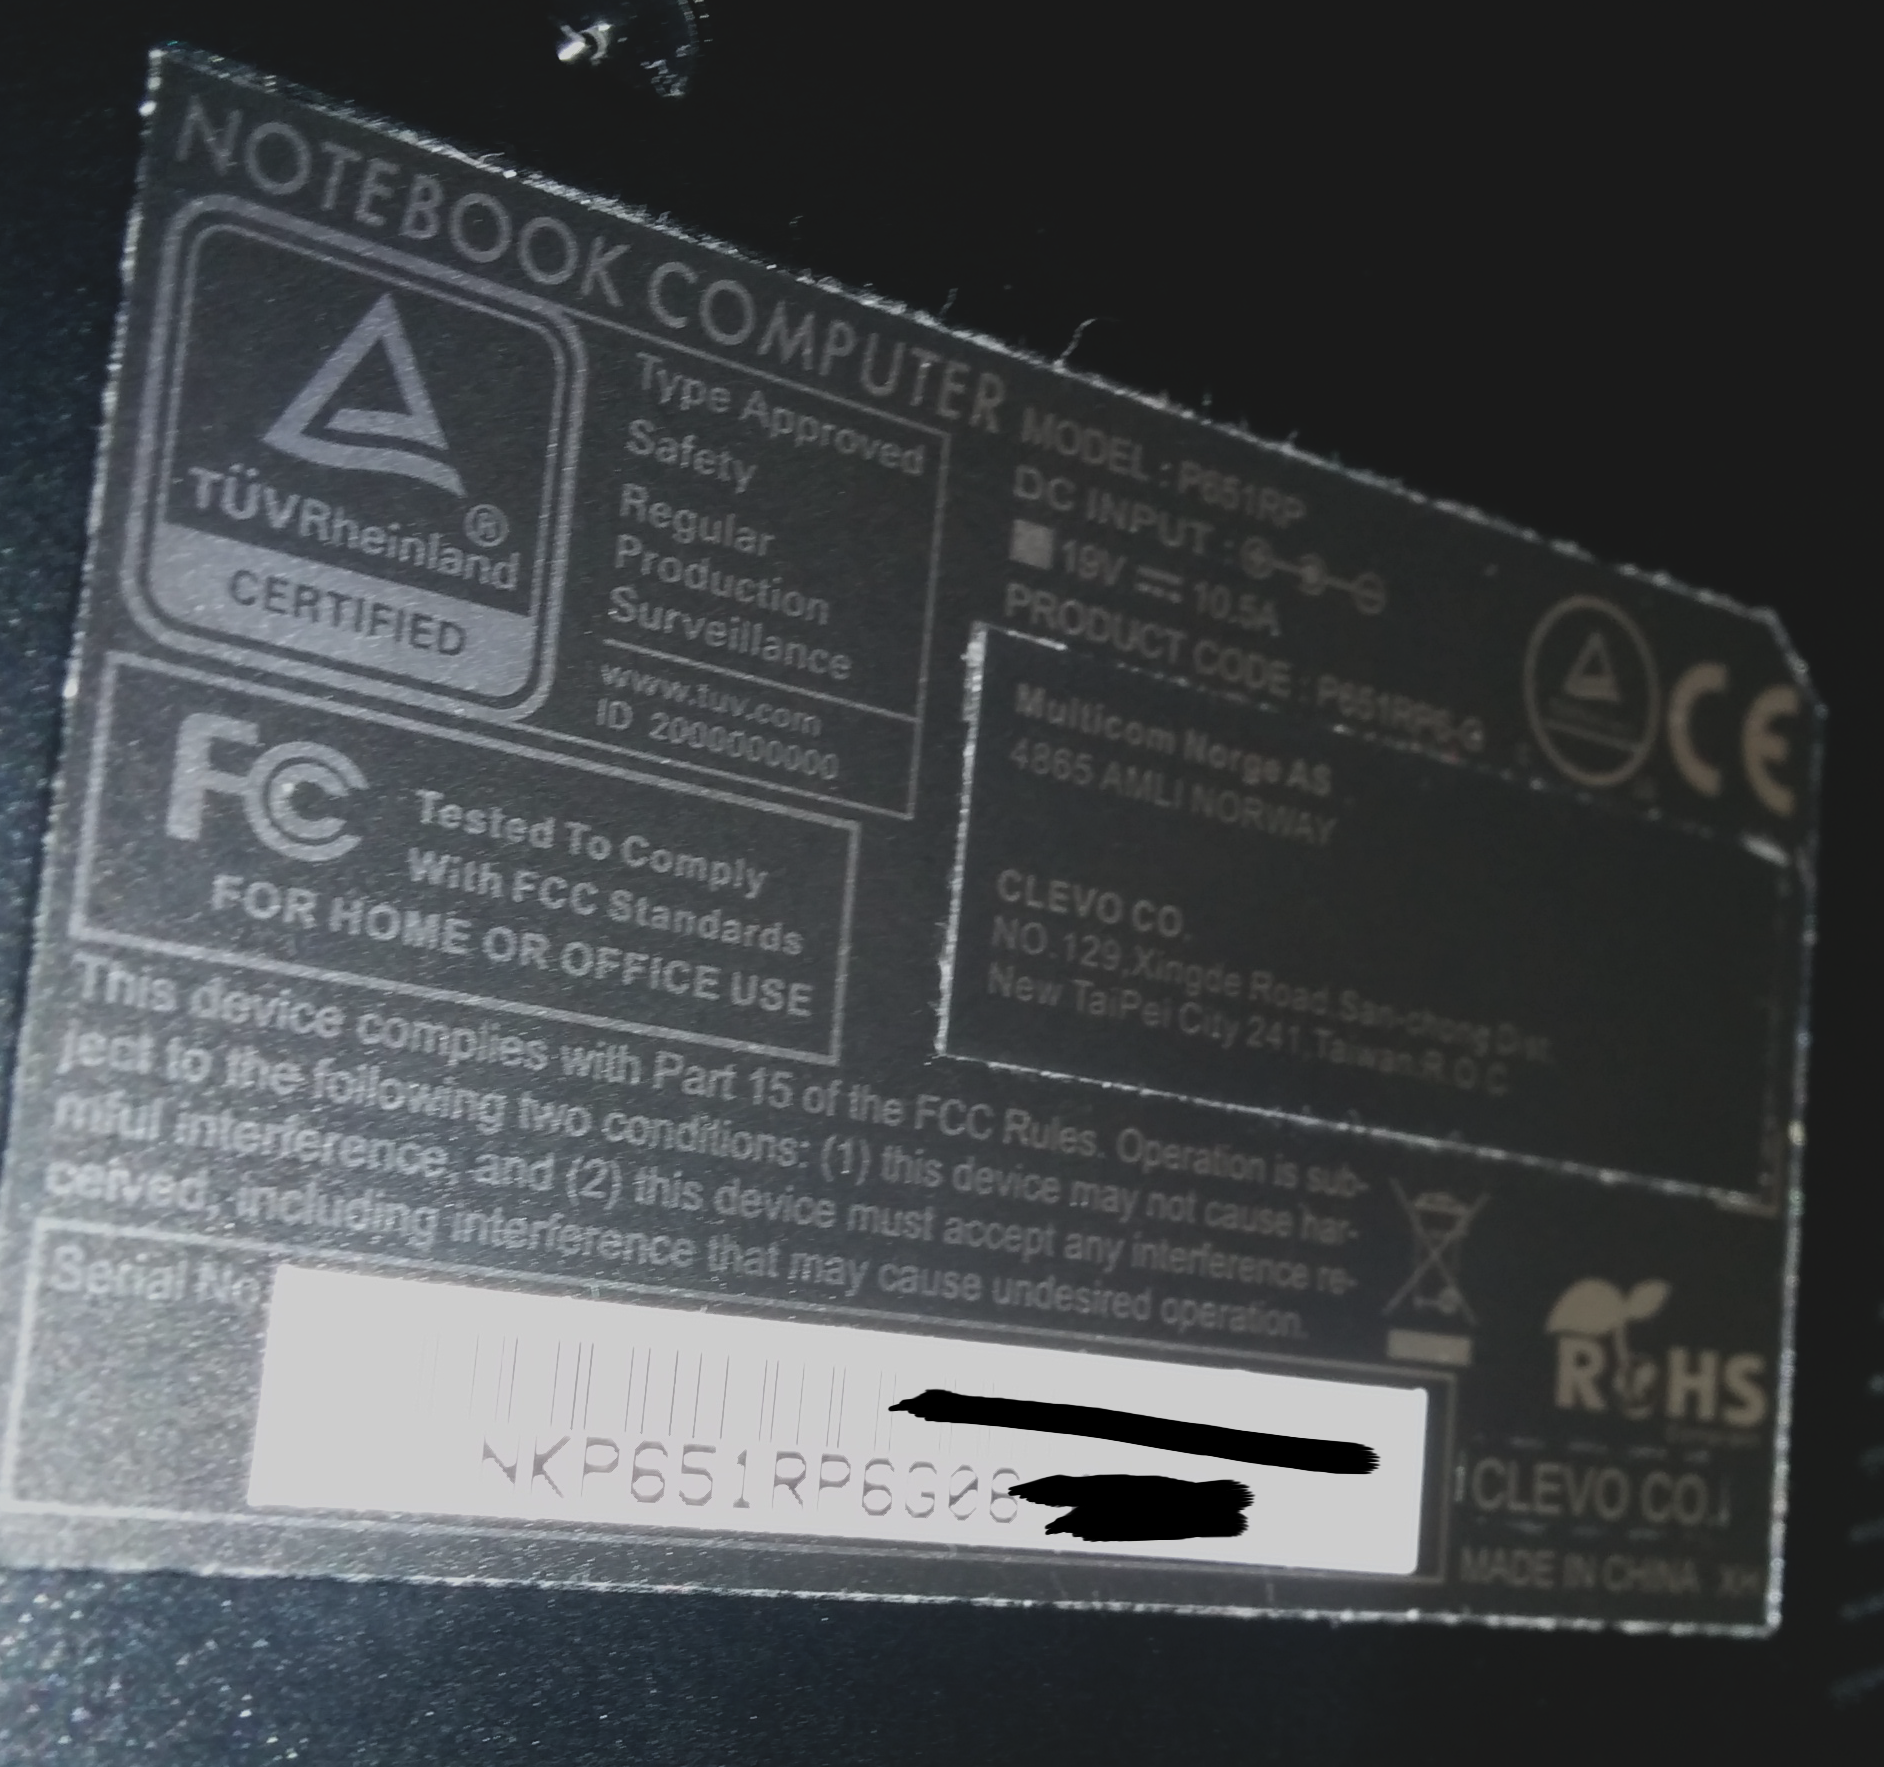 NOTEBOOK COMPUTER
TÜVRheinland®
CERTIFIED
Type Approved
Safety
Regular
Production
Surveillance
www.tuv.com
ID 2000000000
MODEL : P651RP
DC INPUT :
19V 10.5A
PRODUCT CODE : P651RP6-G
CE
Multicom Norge AS
4865 AMLI NORWAY
CLEVO CO.
NO.129,Xingde Road,San-chong Dist.
New TaiPei City 241,Taiwan.R.O.C
FC
Tested To Comply
With FCC Standards
FOR HOME OR OFFICE USE
This device complies with Part 15 of the FCC Rules. Operation is sub-
ject to the following two conditions: (1) this device may not cause har-
mful interference, and (2) this device must accept any interference re-
ceived, including interference that may cause undesired operation.
Serial No.
NKP651RP6G08
RoHS
CLEVO CO.
MADE IN CHINA XH